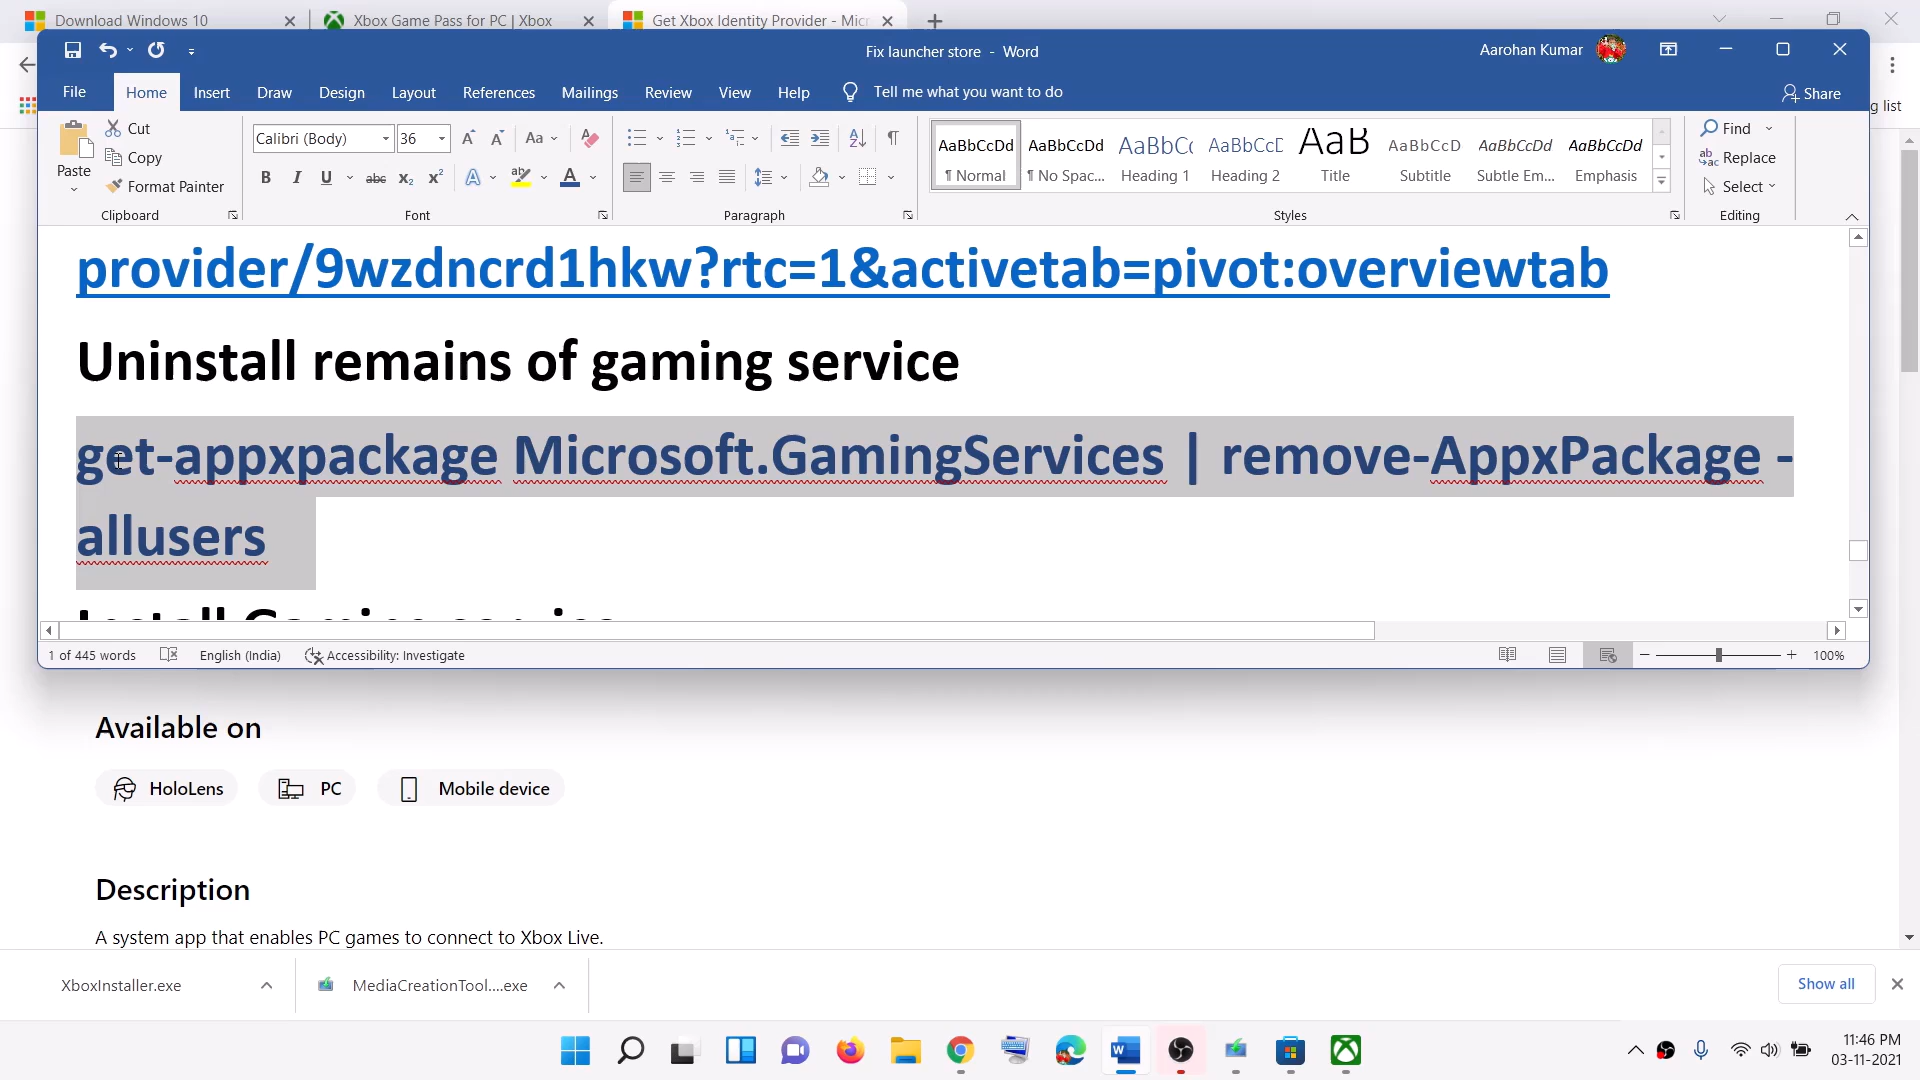 Download Windows 10
Xbox Game Pass for PC | Xbox
Get Xbox Identity Provider - Micr
Fix launcher store - Word
Aarohan Kumar
File
Home
Insert
Draw
Design
Layout
References
Mailings
Review
View
Help
Tell me what you want to do
Share
g list
Paste
Cut
Copy
Format Painter
Clipboard
Calibri (Body)
36
Font
Paragraph
AaBbCcDd
¶ Normal
AaBbCcDd
¶ No Spac...
AaBbCc
Heading 1
AaBbCcD
Heading 2
AaB
Title
AaBbCcD
Subtitle
AaBbCcDd
Subtle Em...
AaBbCcDd
Emphasis
Styles
Find
Replace
Select
Editing
provider/9wzdncrd1hkw?rtc=1&activetab=pivot:overviewtab
Uninstall remains of gaming service
get-appxpackage Microsoft.GamingServices | remove-AppxPackage -
allusers
Install Gaming service
1 of 445 words
English (India)
Accessibility: Investigate
100%
Available on
HoloLens
PC
Mobile device
Description
A system app that enables PC games to connect to Xbox Live.
XboxInstaller.exe
MediaCreationTool....exe
Show all
11:46 PM
03-11-2021